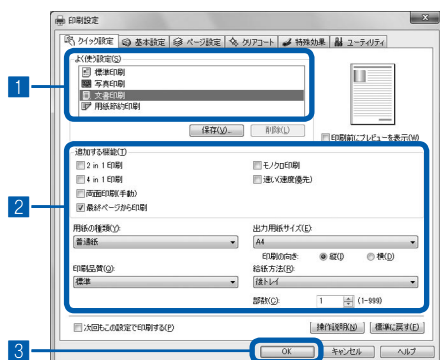 印刷設定
クイック設定 基本設定 ページ設定 クリアコート 特殊効果 ユーティリティ
1
よく使う設定(S)
標準印刷
写真印刷
文書印刷
用紙節約印刷
保存(V)... 削除(L)
印刷前にプレビューを表示(W)
2
追加する機能(T)
2 in 1 印刷
モノクロ印刷
4 in 1 印刷
速い(速度優先)
両面印刷(手動)
最終ページから印刷
用紙の種類(Y):
出力用紙サイズ(E):
普通紙
A4
印刷の向き: 縦(I) 横(D)
印刷品質(Q):
給紙方法(R):
標準
後トレイ
部数(C): 1 (1-999)
次回もこの設定で印刷する(P)
操作説明(N) 標準に戻す(F)
3
OK キャンセル ヘルプ